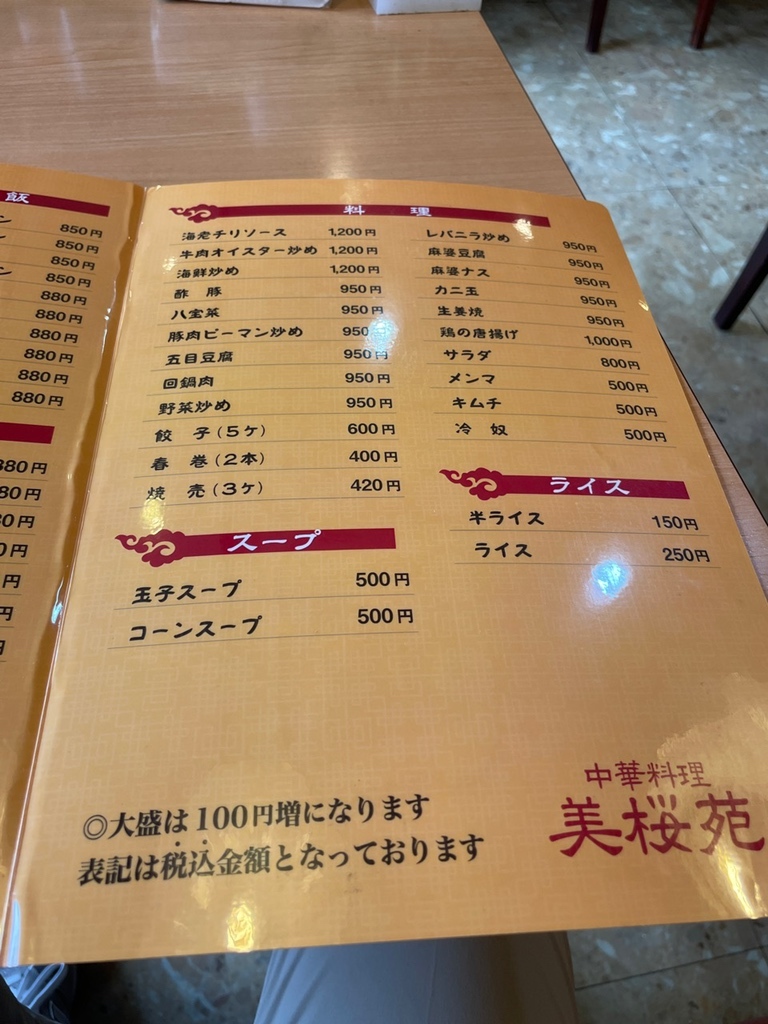 飯
850円
850円
850円
850円
880円
880円
880円
880円
880円
880円
880円
料理
海老チリソース 1,200円
牛肉オイスター炒め 1,200円
海鮮炒め 1,200円
酢豚 950円
八宝菜 950円
豚肉ピーマン炒め 950円
五目豆腐 950円
回鍋肉 950円
野菜炒め 950円
餃子(5ケ) 600円
春巻(2本) 400円
焼売(3ケ) 420円
スープ
玉子スープ 500円
コーンスープ 500円
レバニラ炒め 950円
麻婆豆腐 950円
麻婆ナス 950円
カニ玉 950円
生姜焼 950円
鶏の唐揚げ 1,000円
サラダ 800円
メンマ 500円
キムチ 500円
冷奴 500円
ライス
半ライス 150円
ライス 250円
◎大盛は100円増になります
表記は税込金額となっております
中華料理
美桜苑